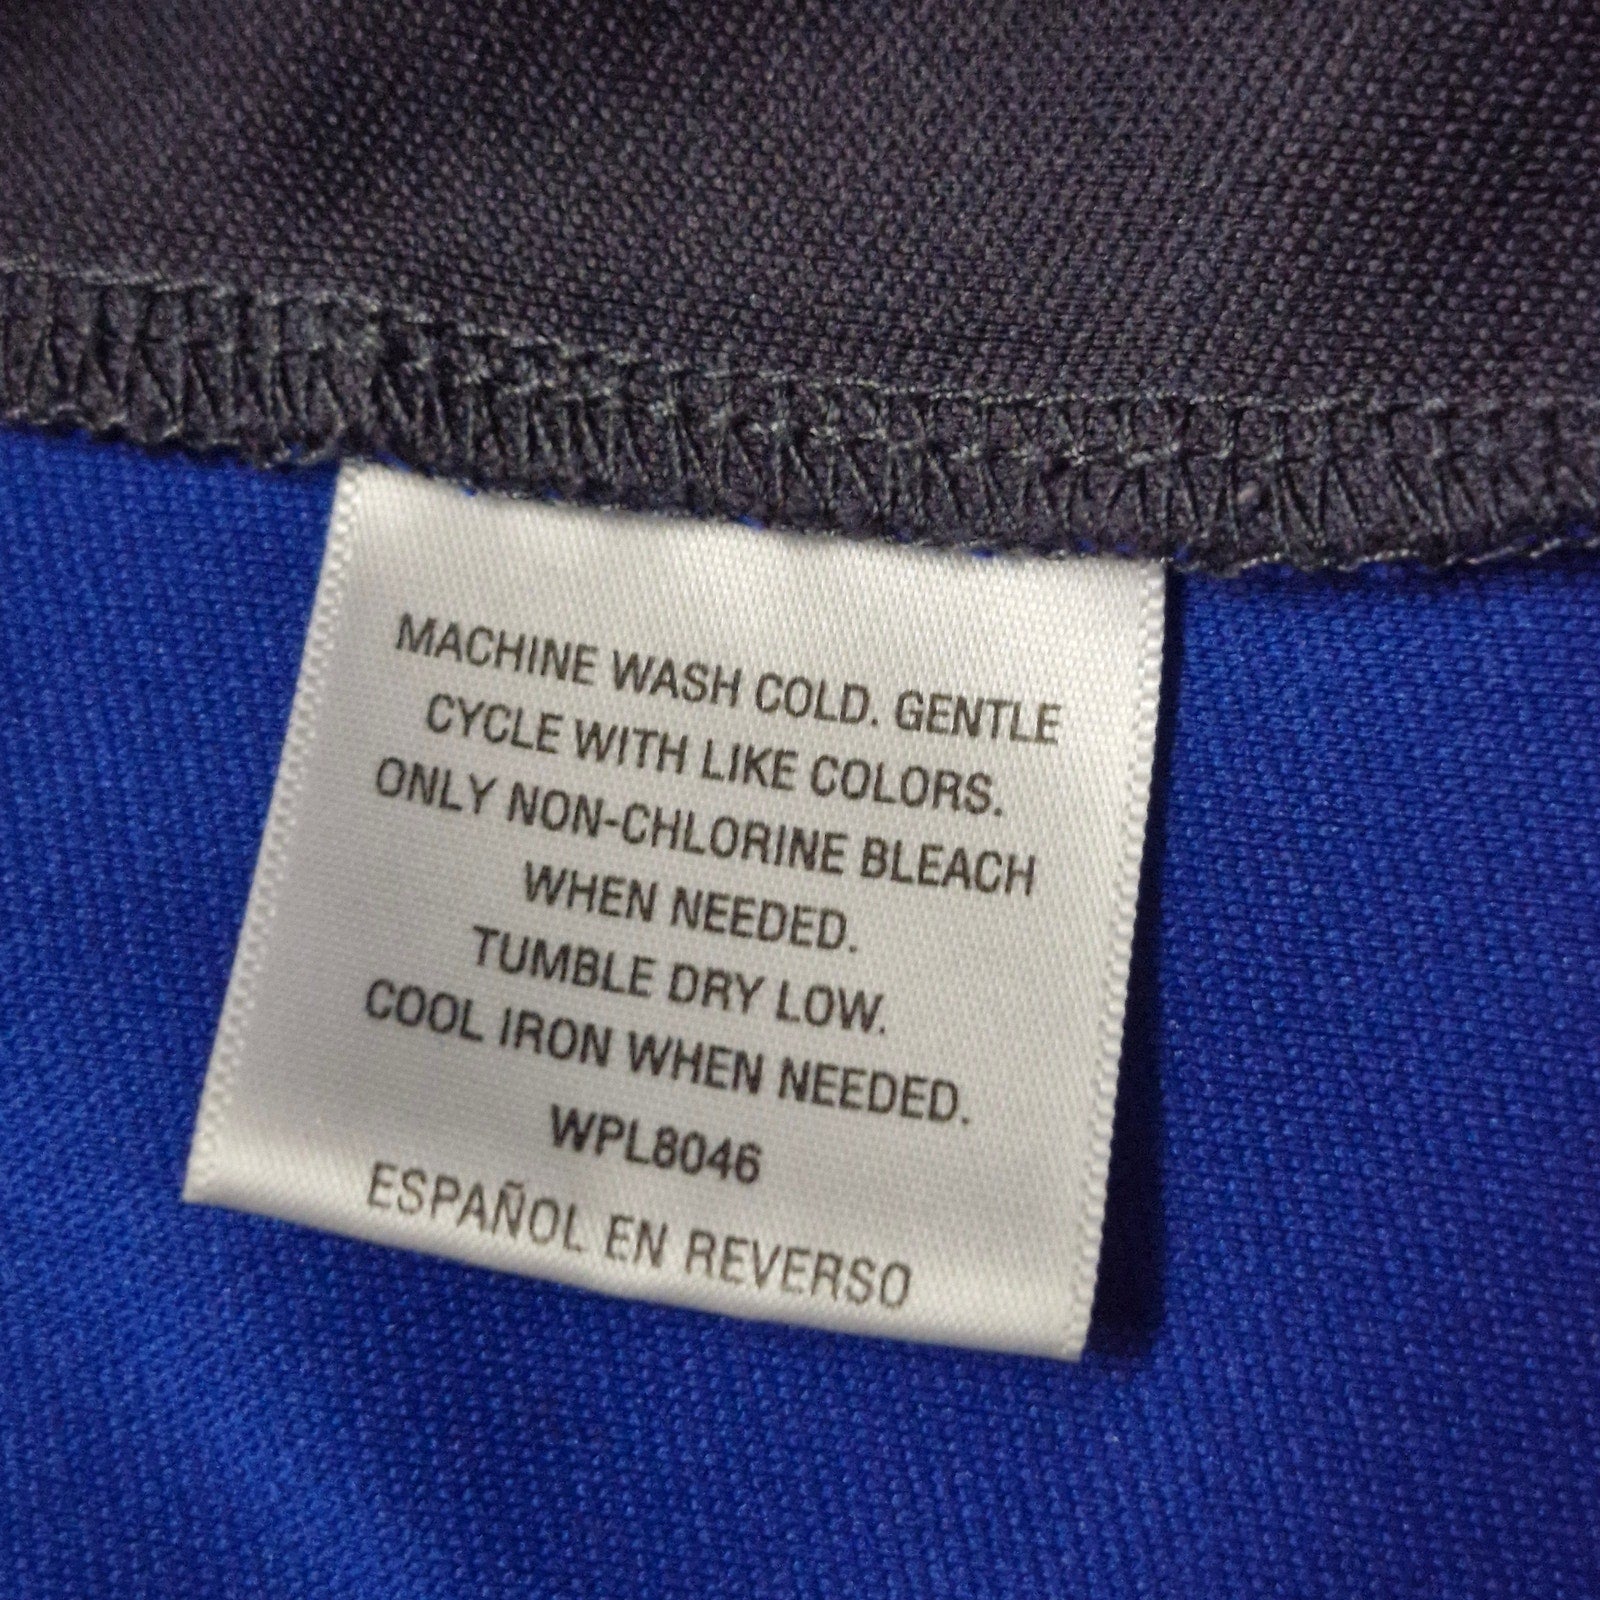 MACHINE WASH COLD. GENTLE
CYCLE WITH LIKE COLORS.
ONLY NON-CHLORINE BLEACH
WHEN NEEDED.
TUMBLE DRY LOW.
COOL IRON WHEN NEEDED.
WPL8046
ESPAÑOL EN REVERSO